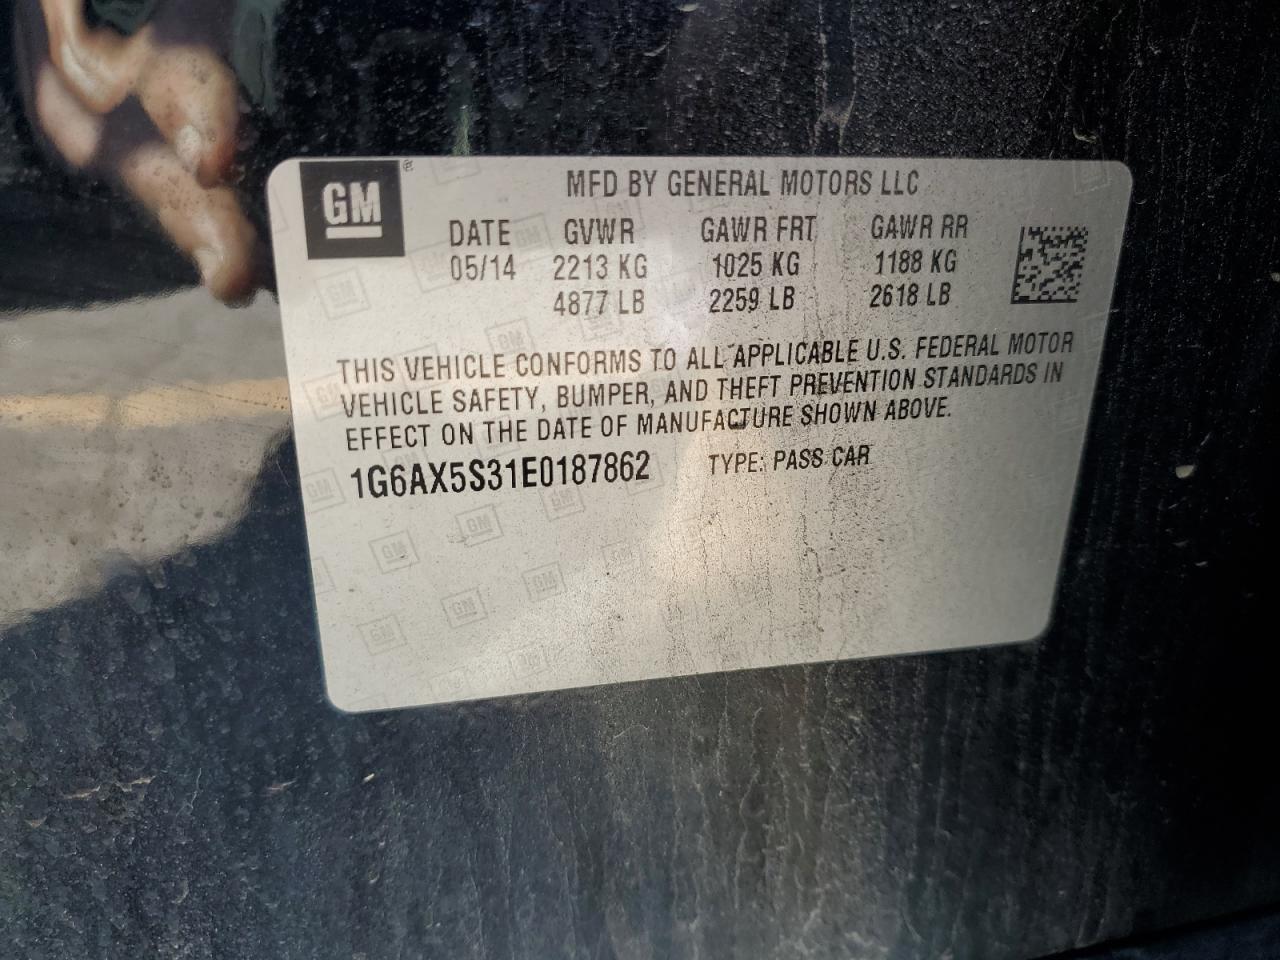 GM
MFD BY GENERAL MOTORS LLC
DATE GVWR GAWR FRT GAWR RR
05/14 2213 KG 1025 KG 1188 KG
4877 LB 2259 LB 2618 LB
THIS VEHICLE CONFORMS TO ALL APPLICABLE U.S. FEDERAL MOTOR
VEHICLE SAFETY, BUMPER, AND THEFT PREVENTION STANDARDS IN
EFFECT ON THE DATE OF MANUFACTURE SHOWN ABOVE.
1G6AX5S31E0187862 TYPE: PASS CAR